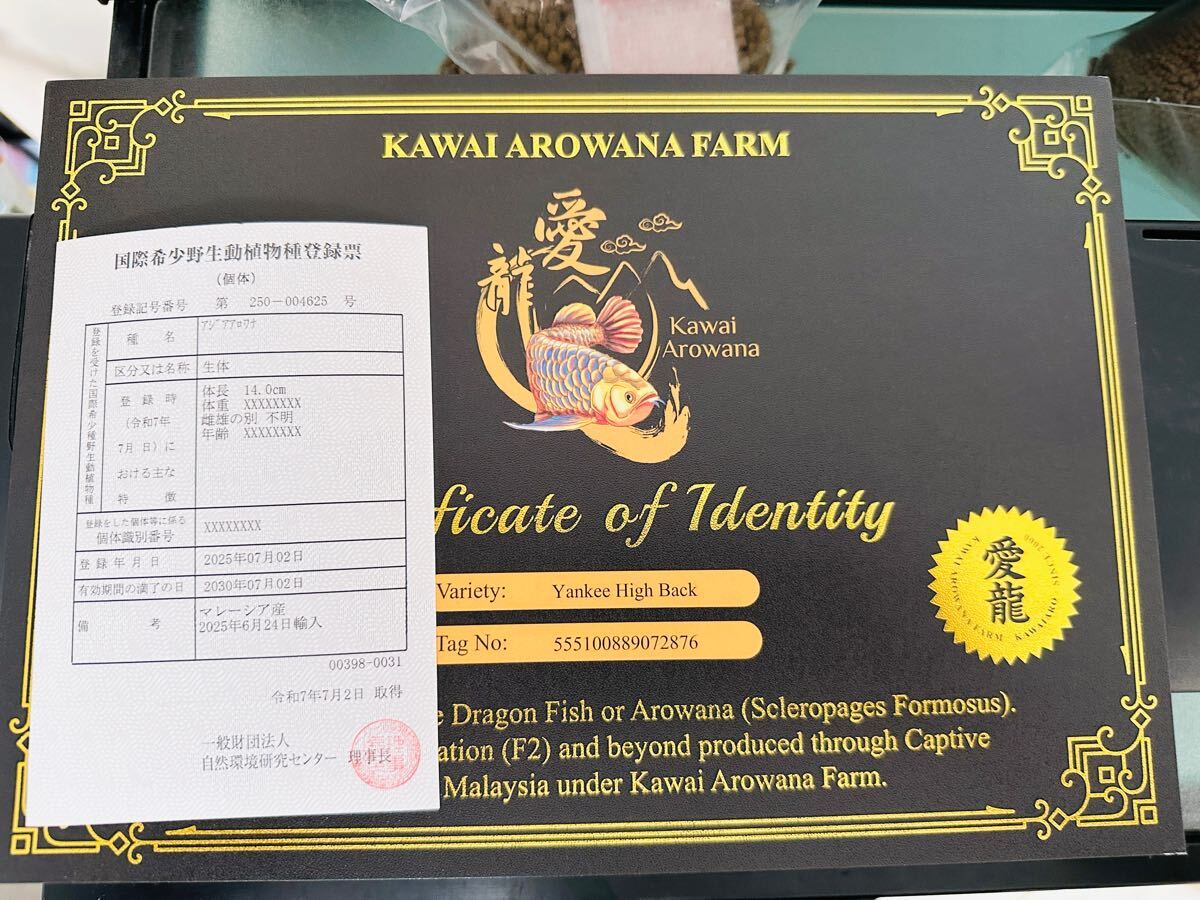 KAWAI AROWANA FARM
愛龍
Kawai
Arowana
ficate of Identity
Variety: Yankee High Back
Tag No: 555100889072876
e Dragon Fish or Arowana (Scleropages Formosus).
ation (F2) and beyond produced through Captive
Malaysia under Kawai Arowana Farm.
愛龍
KAWAI AROWANA FARM
SINCE 2000
国際希少野生動植物種登録票
(個体)
登録記号番号 第 250-004625 号
登録を受けた国際希少種野生動植物種
種 名 アジアアロワナ
区分又は名称 生体
登 録 時
(令和7年
7月 日)に
おける主な
特 徴
体長 14.0cm
体重 XXXXXXXX
雌雄の別 不明
年齢 XXXXXXXX
登録をした個体等に係る
個体識別番号 XXXXXXXX
登録年月日 2025年07月02日
有効期間の満了の日 2030年07月02日
備 考 マレーシア産
2025年6月24日輸入
00398-0031
令和7年7月2日 取得
一般財団法人
自然環境研究センター 理事長